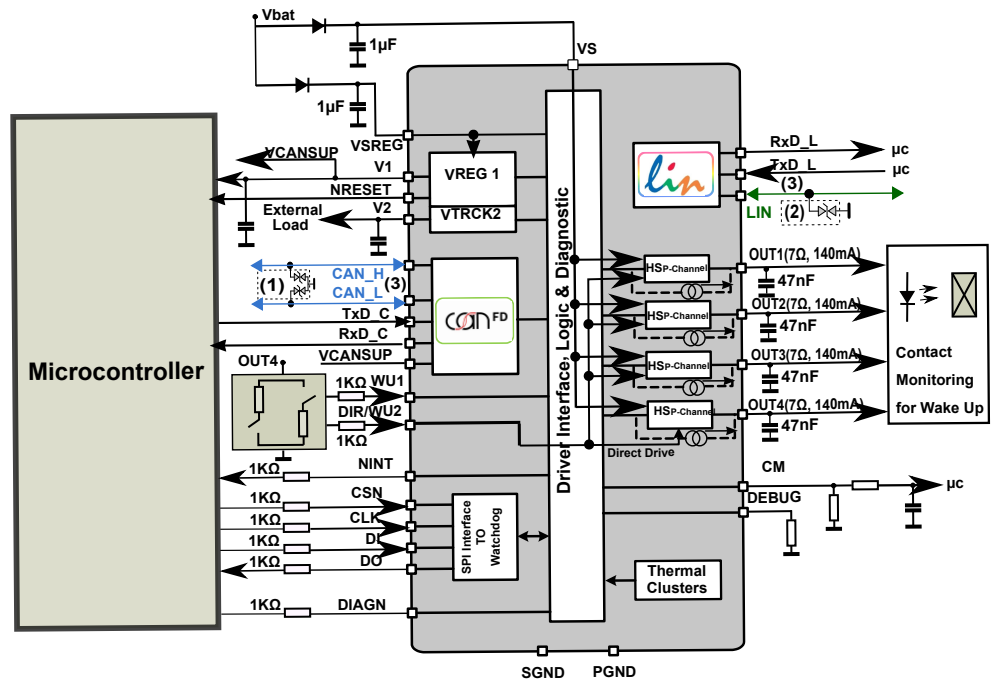 Vbat
1µF
VS
1µF
VSREG
VCANSUP
V1
NRESET
V2
External
Load
VREG 1
VTRCK2
(1)
CAN_H
(3)
CAN_L
TxD_C
RxD_C
VCANSUP
CAN FD
Microcontroller
OUT4
1KΩ
WU1
DIR/WU2
1KΩ
1KΩ
NINT
1KΩ
CSN
1KΩ
CLK
1KΩ
DI
1KΩ
DO
1KΩ
DIAGN
SPI Interface
TO
Watchdog
Driver Interface, Logic & Diagnostic
lin
RxD_L
µc
TxD_L
µc
(3)
LIN
(2)
HSP-Channel
OUT1(7Ω, 140mA)
47nF
HSP-Channel
OUT2(7Ω, 140mA)
47nF
HSP-Channel
OUT3(7Ω, 140mA)
47nF
HSP-Channel
OUT4(7Ω, 140mA)
47nF
Direct Drive
Contact
Monitoring
for Wake Up
CM
µc
DEBUG
Thermal
Clusters
SGND
PGND